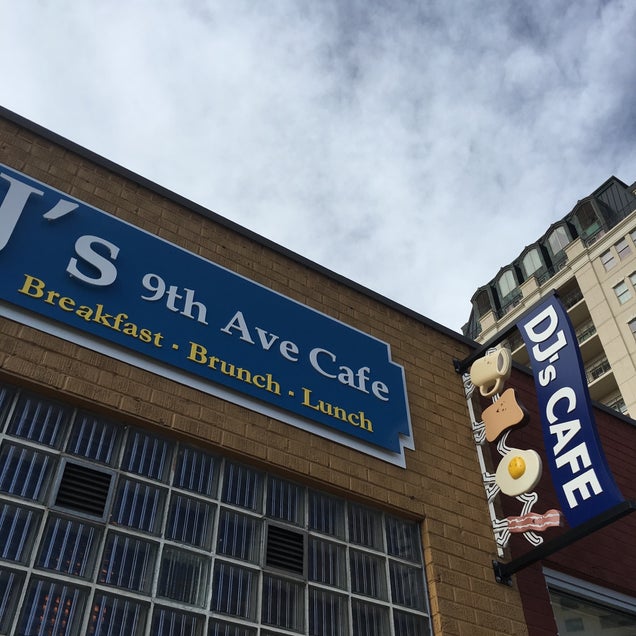 J's 9th Ave Cafe
Breakfast · Brunch · Lunch
DJ's CAFE